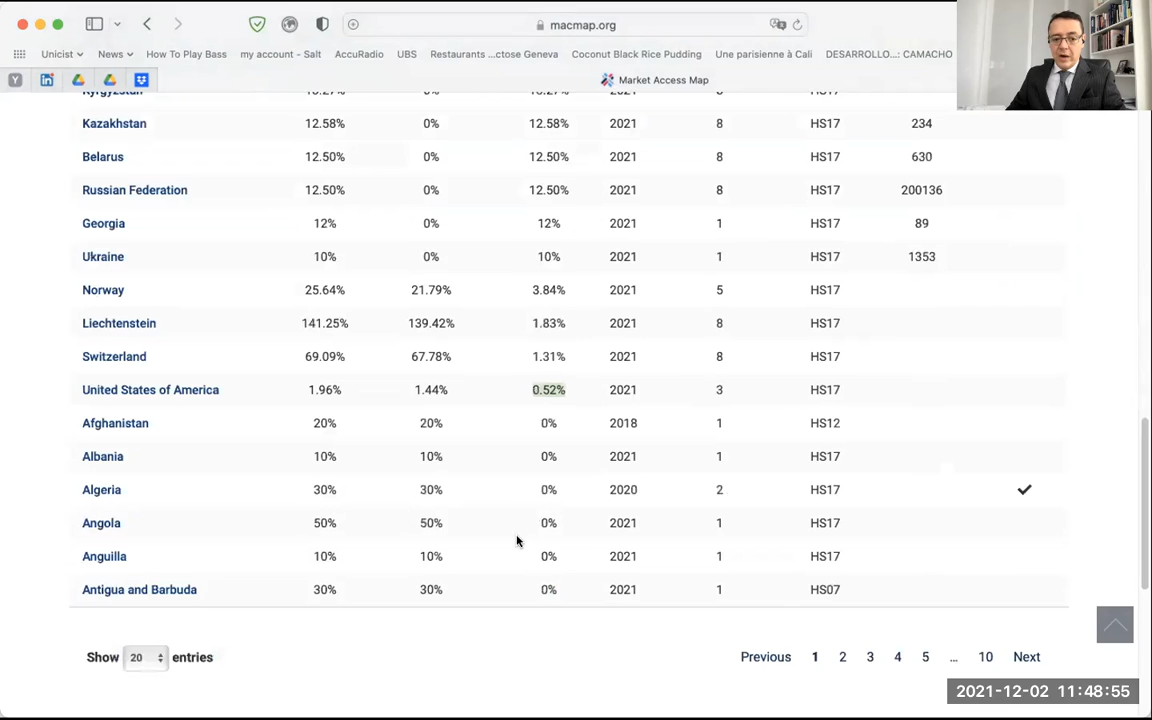 macmap.org
Unicist News How To Play Bass my account - Salt AccuRadio UBS Restaurants ...ctose Geneva Coconut Black Rice Pudding Une parisienne à Cali DESARROLLO...: CAMACHO
Y in Market Access Map
Kyrgyzstan 0% 2021 HS17
Kazakhstan 12.58% 0% 12.58% 2021 8 HS17 234
Belarus 12.50% 0% 12.50% 2021 8 HS17 630
Russian Federation 12.50% 0% 12.50% 2021 8 HS17 200136
Georgia 12% 0% 12% 2021 1 HS17 89
Ukraine 10% 0% 10% 2021 1 HS17 1353
Norway 25.64% 21.79% 3.84% 2021 5 HS17
Liechtenstein 141.25% 139.42% 1.83% 2021 8 HS17
Switzerland 69.09% 67.78% 1.31% 2021 8 HS17
United States of America 1.96% 1.44% 0.52% 2021 3 HS17
Afghanistan 20% 20% 0% 2018 1 HS12
Albania 10% 10% 0% 2021 1 HS17
Algeria 30% 30% 0% 2020 2 HS17
Angola 50% 50% 0% 2021 1 HS17
Anguilla 10% 10% 0% 2021 1 HS17
Antigua and Barbuda 30% 30% 0% 2021 1 HS07
Show 20 entries Previous 1 2 3 4 5 ... 10 Next
2021-12-02 11:48:55